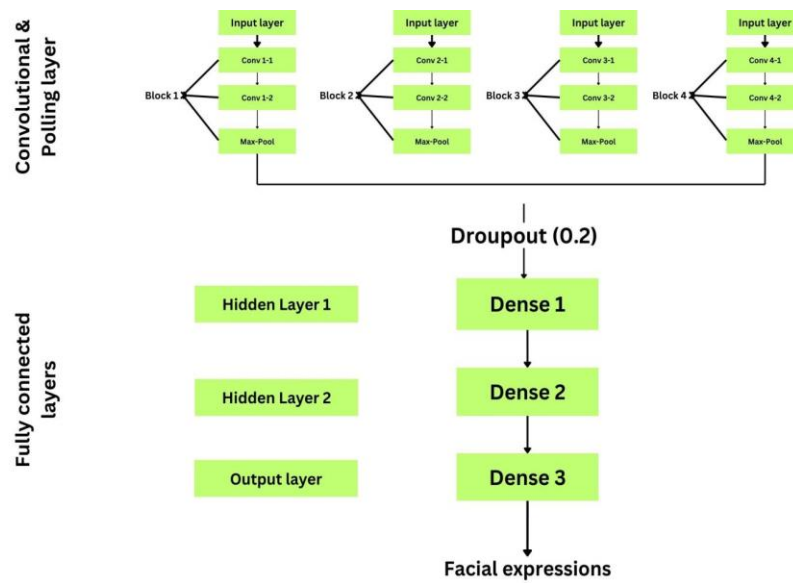 Convolutional &
Polling layer
Input layer
Input layer
Input layer
Input layer
Block 1
Conv 1-1
Conv 1-2
Max-Pool
Block 2
Conv 2-1
Conv 2-2
Max-Pool
Block 3
Conv 3-1
Conv 3-2
Max-Pool
Block 4
Conv 4-1
Conv 4-2
Max-Pool
Droupout (0.2)
Fully connected
layers
Hidden Layer 1
Dense 1
Hidden Layer 2
Dense 2
Output layer
Dense 3
Facial expressions